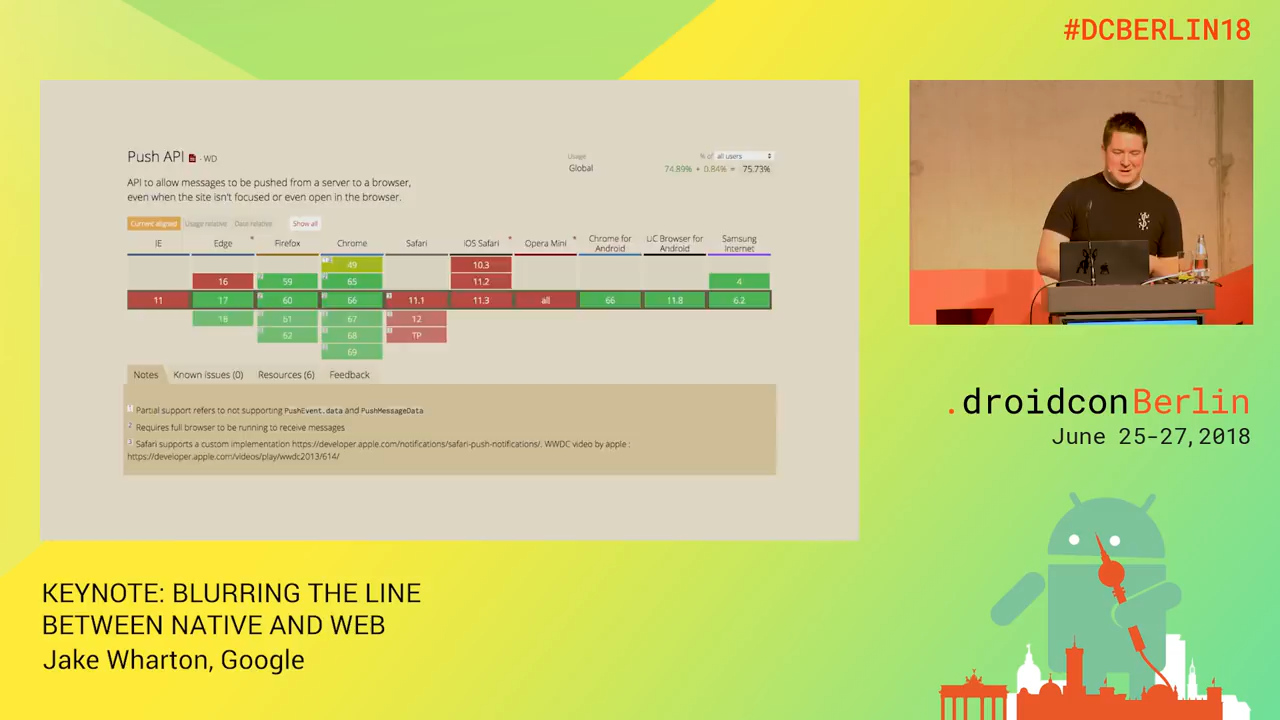 #DCBERLIN18
Push API - WD
Usage
% of all users
Global
74.89% + 0.84% = 75.73%
API to allow messages to be pushed from a server to a browser,
even when the site isn't focused or even open in the browser.
Current aligned Usage relative Date relative Show all
IE Edge * Firefox Chrome Safari iOS Safari * Opera Mini * Chrome for Android UC Browser for Android Samsung Internet
49 10.3
16 59 65 11.2 4
11 17 60 66 11.1 11.3 all 66 11.8 6.2
18 61 67 12
62 68 TP
69
Notes Known issues (0) Resources (6) Feedback
1 Partial support refers to not supporting PushEvent.data and PushMessageData
2 Requires full browser to be running to receive messages
3 Safari supports a custom implementation https://developer.apple.com/notifications/safari-push-notifications/. WWDC video by apple :
https://developer.apple.com/videos/play/wwdc2013/614/
.droidconBerlin
June 25-27, 2018
KEYNOTE: BLURRING THE LINE
BETWEEN NATIVE AND WEB
Jake Wharton, Google